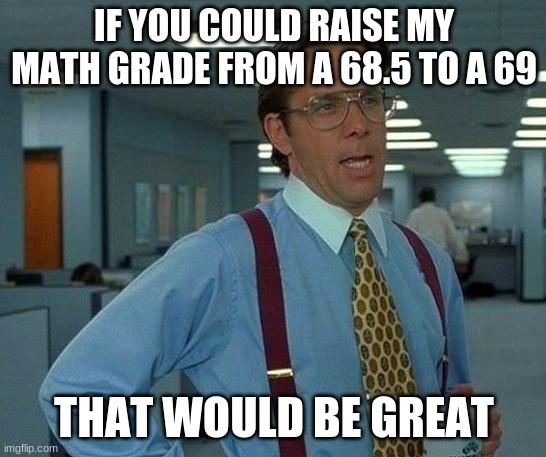 IF YOU COULD RAISE MY
MATH GRADE FROM A 68.5 TO A 69
THAT WOULD BE GREAT
imgflip.com